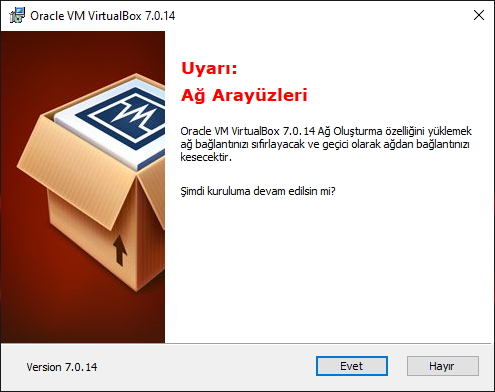 Oracle VM VirtualBox 7.0.14
Uyarı:
Ağ Arayüzleri
Oracle VM VirtualBox 7.0.14 Ağ Oluşturma özelliğini yüklemek
ağ bağlantınızı sıfırlayacak ve geçici olarak ağdan bağlantınızı
kesecektir.
Şimdi kuruluma devam edilsin mi?
Version 7.0.14
Evet
Hayır